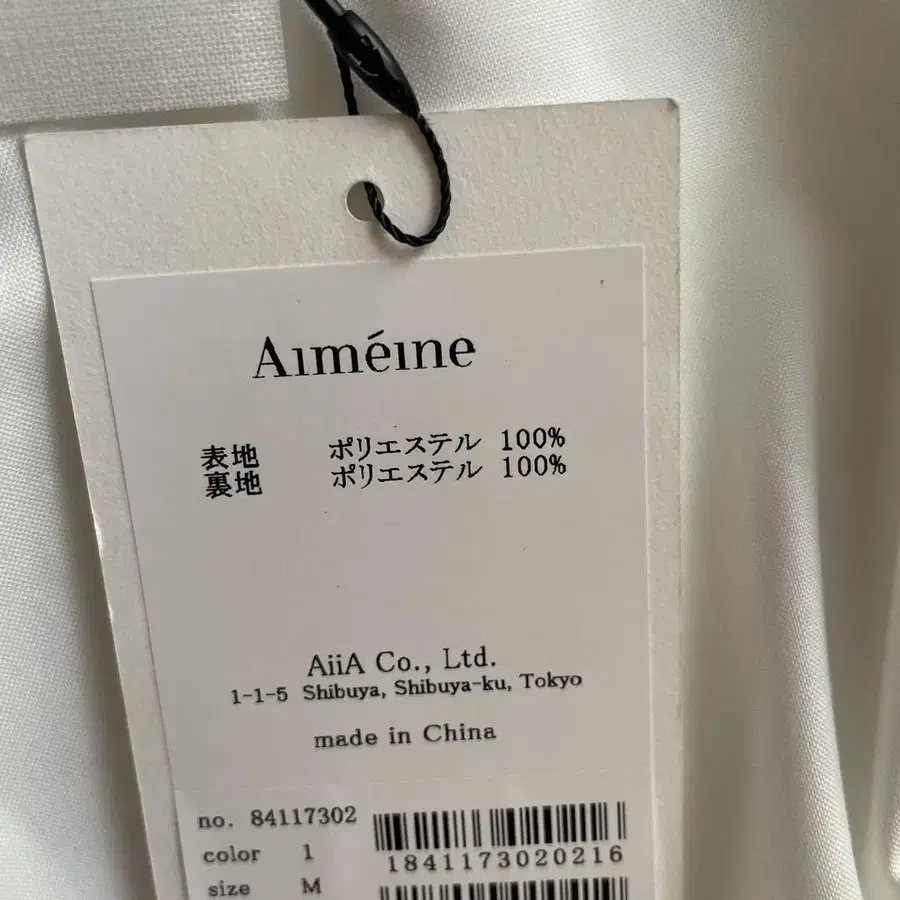 Aiméine
表地 ポリエステル 100%
裏地 ポリエステル 100%
AiiA Co., Ltd.
1-1-5 Shibuya, Shibuya-ku, Tokyo
made in China
no. 84117302
1841173020216
color 1
size M